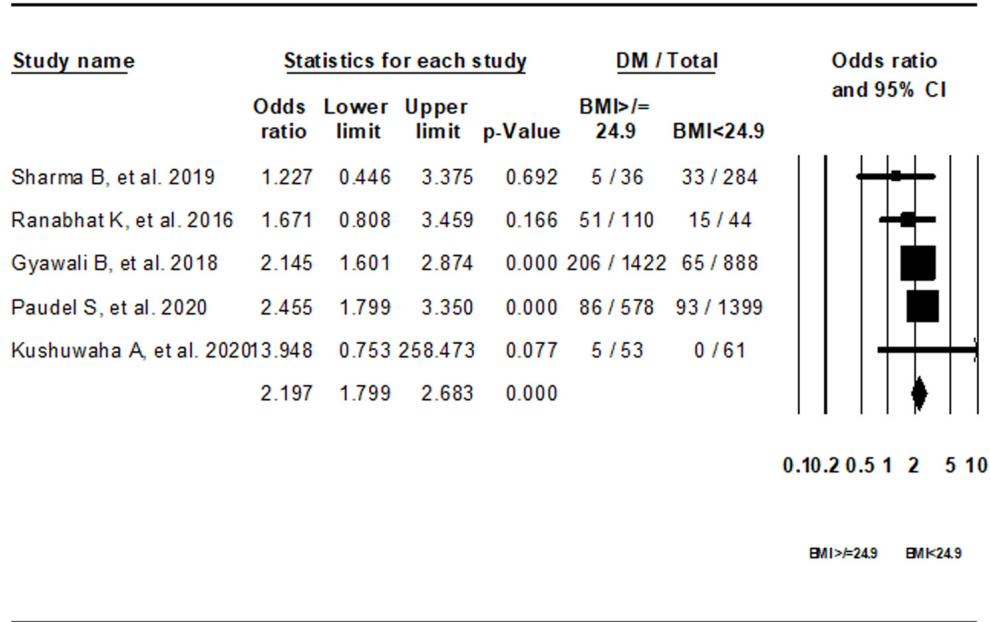 Study name Statistics for each study DM / Total Odds ratio
and 95% CI
Odds Lower Upper BMI>/=
ratio limit limit p-Value 24.9 BMI<24.9
Sharma B, et al. 2019 1.227 0.446 3.375 0.692 5 / 36 33 / 284
Ranabhat K, et al. 2016 1.671 0.808 3.459 0.166 51 / 110 15 / 44
Gyawali B, et al. 2018 2.145 1.601 2.874 0.000 206 / 1422 65 / 888
Paudel S, et al. 2020 2.455 1.799 3.350 0.000 86 / 578 93 / 1399
Kushuwaha A, et al. 2020 13.948 0.753 258.473 0.077 5 / 53 0 / 61
2.197 1.799 2.683 0.000
0.1 0.2 0.5 1 2 5 10
BMI>/=24.9 BMI<24.9